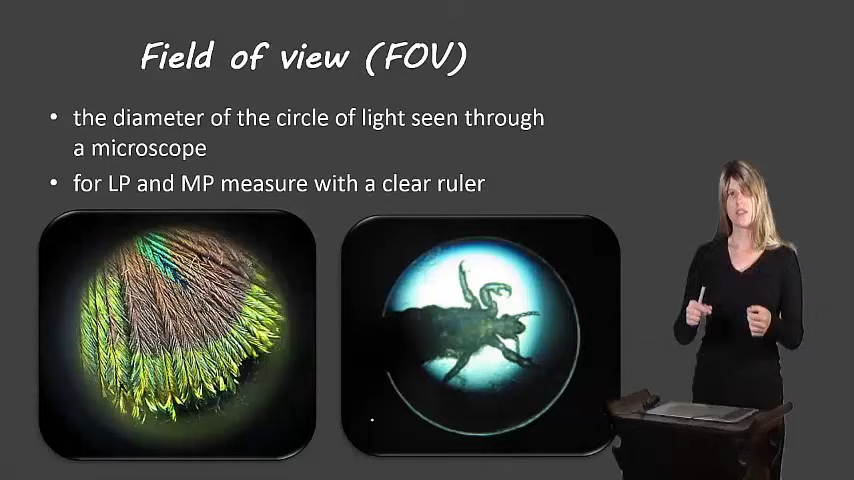 Field of view (FOV)
• the diameter of the circle of light seen through
a microscope
• for LP and MP measure with a clear ruler